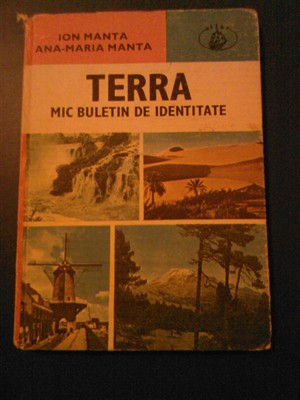 ION MANTA
ANA-MARIA MANTA
TERRA
MIC BULETIN DE IDENTITATE